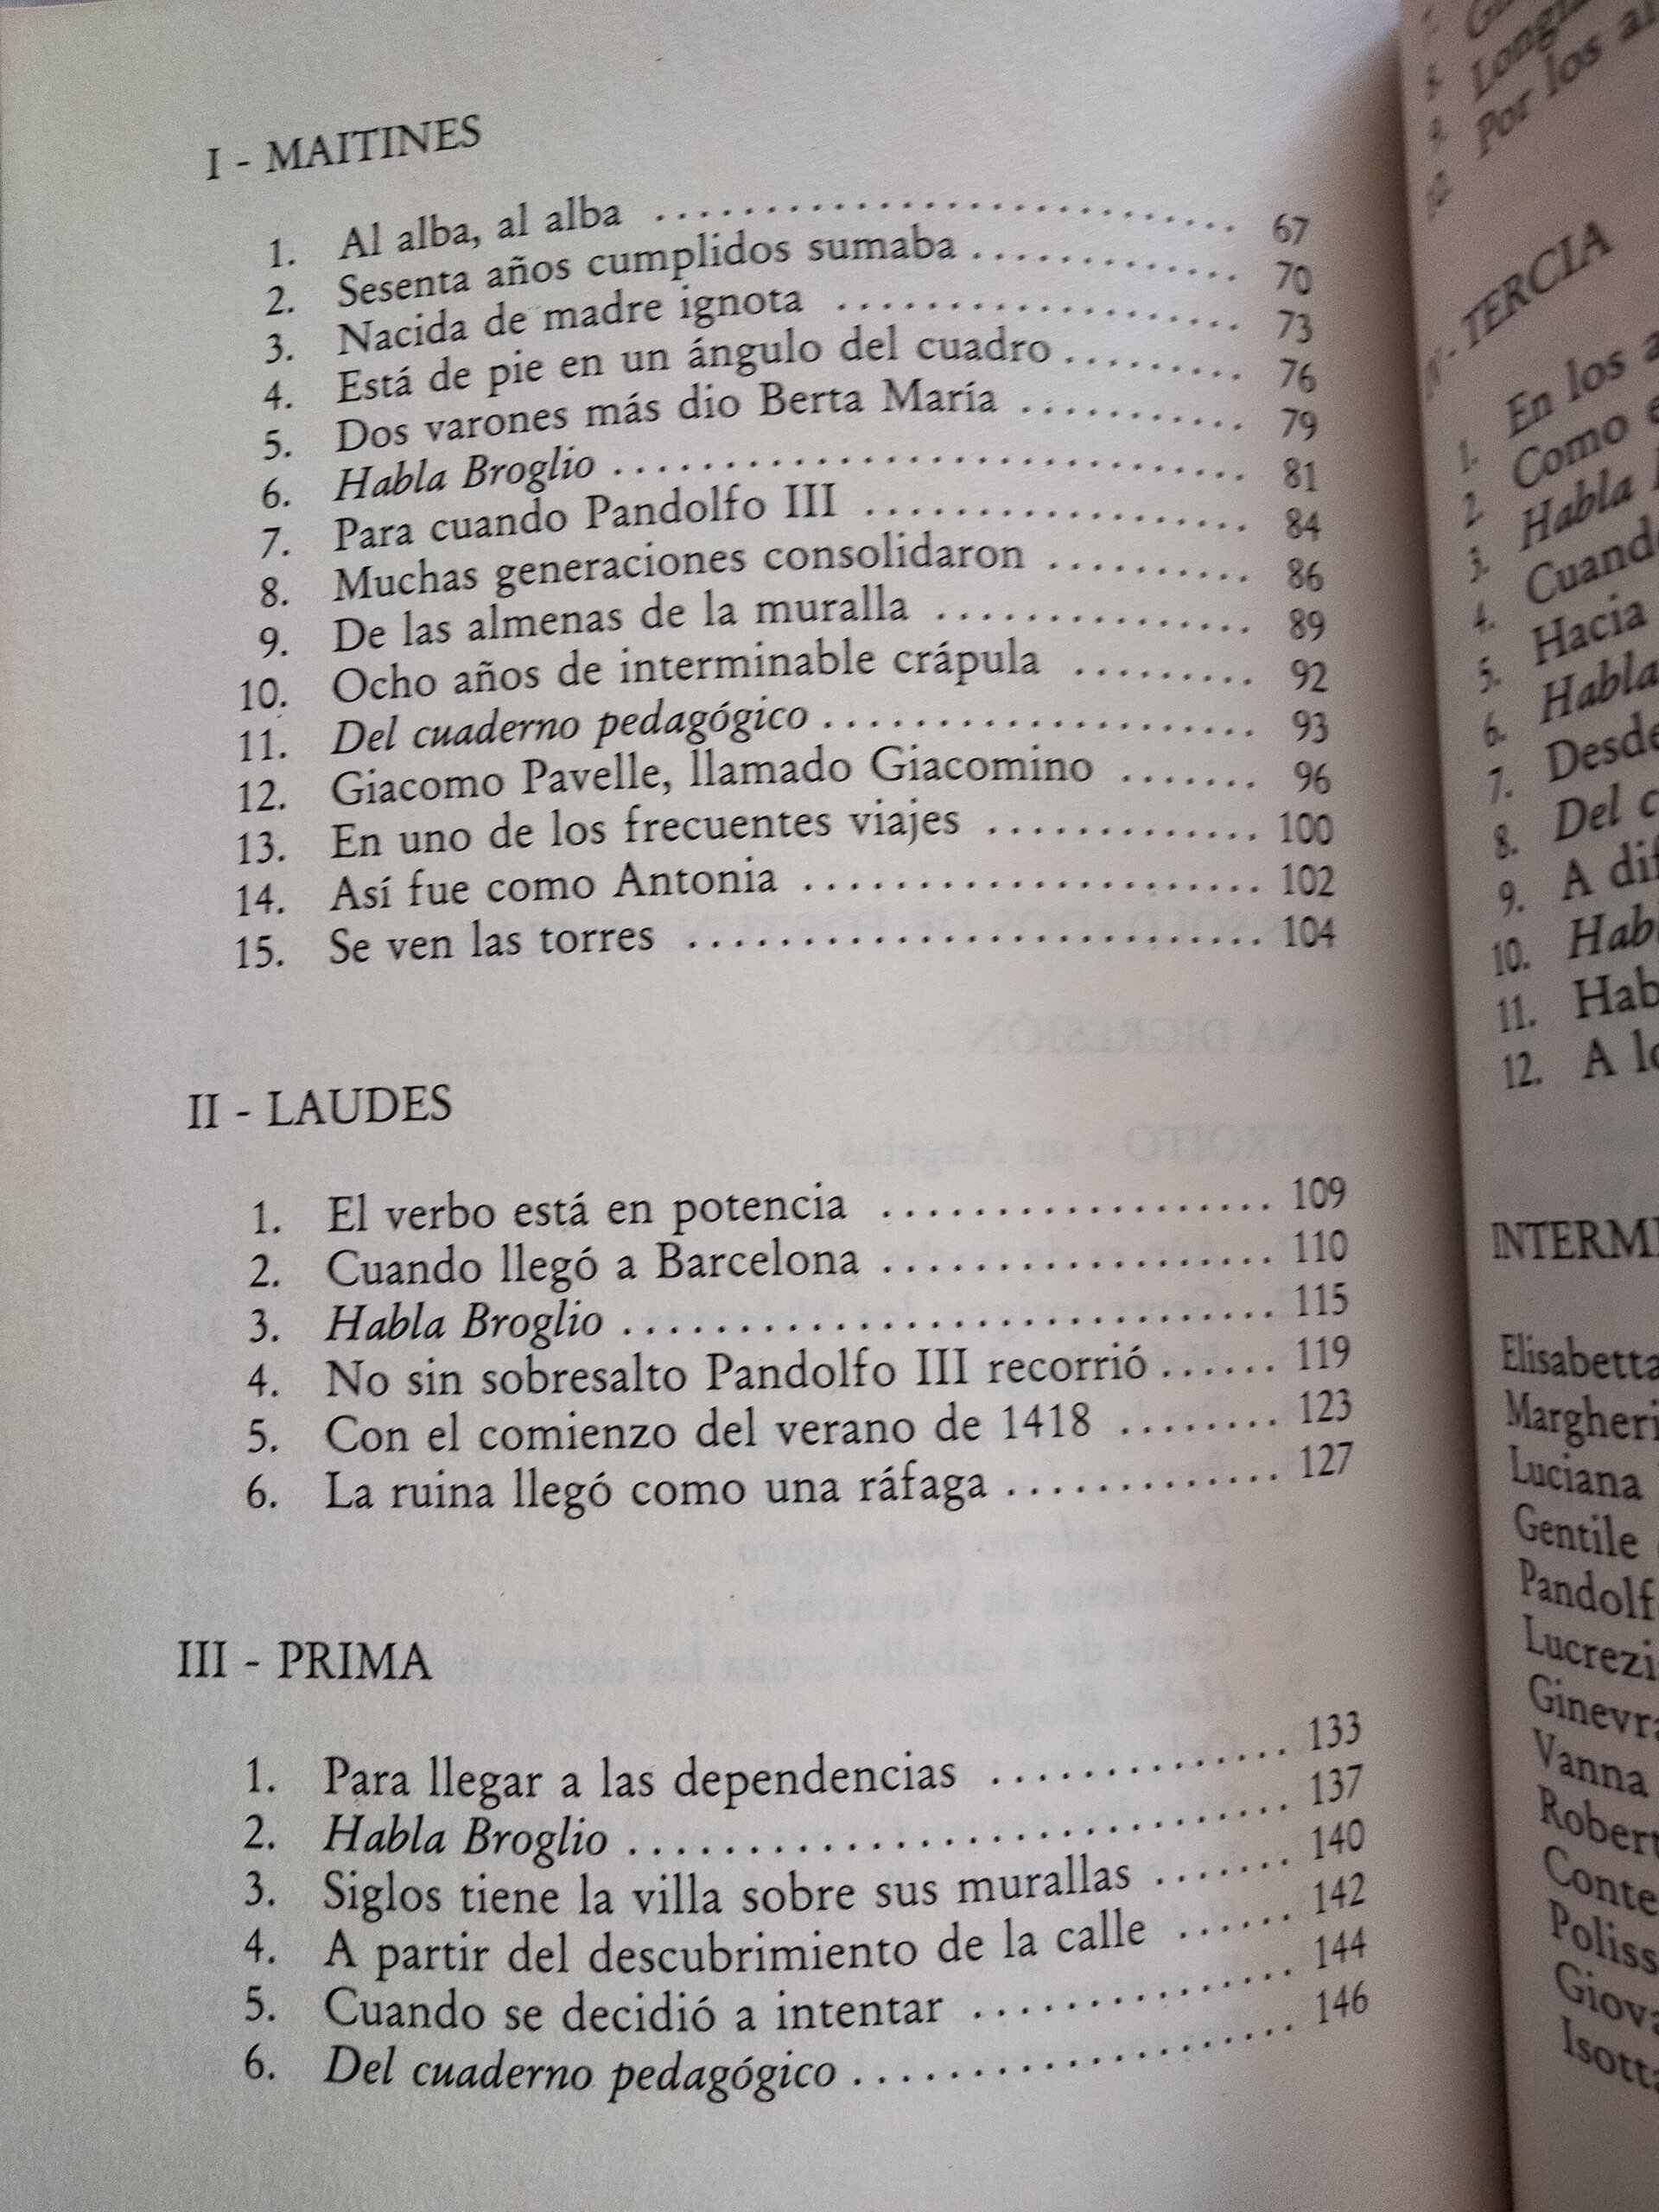 I - MAITINES
1. Al alba, al alba .......................... 67
2. Sesenta años cumplidos sumaba ............. 70
3. Nacida de madre ignota .................. 73
4. Está de pie en un ángulo del cuadro ......... 76
5. Dos varones más dio Berta María .......... 79
6. Habla Broglio ............................. 81
7. Para cuando Pandolfo III .................. 84
8. Muchas generaciones consolidaron .......... 86
9. De las almenas de la muralla ............... 89
10. Ocho años de interminable crápula ......... 92
11. Del cuaderno pedagógico .................... 93
12. Giacomo Pavelle, llamado Giacomino ....... 96
13. En uno de los frecuentes viajes ............. 100
14. Así fue como Antonia ...................... 102
15. Se ven las torres .......................... 104
II - LAUDES
1. El verbo está en potencia .................. 109
2. Cuando llegó a Barcelona .................. 110
3. Habla Broglio ............................. 115
4. No sin sobresalto Pandolfo III recorrió ...... 119
5. Con el comienzo del verano de 1418 ........ 123
6. La ruina llegó como una ráfaga ............. 127
III - PRIMA
1. Para llegar a las dependencias .............. 133
2. Habla Broglio ............................. 137
3. Siglos tiene la villa sobre sus murallas ....... 140
4. A partir del descubrimiento de la calle ...... 142
5. Cuando se decidió a intentar ............... 144
6. Del cuaderno pedagógico .................... 146
Por los
TERCIA
1. En los
2. Como
3. Habla
4.
5. Hacia
6. Habla
7.
8. Del
9. A
10.
11.
12. A
Luciana
Gentile
Vanna